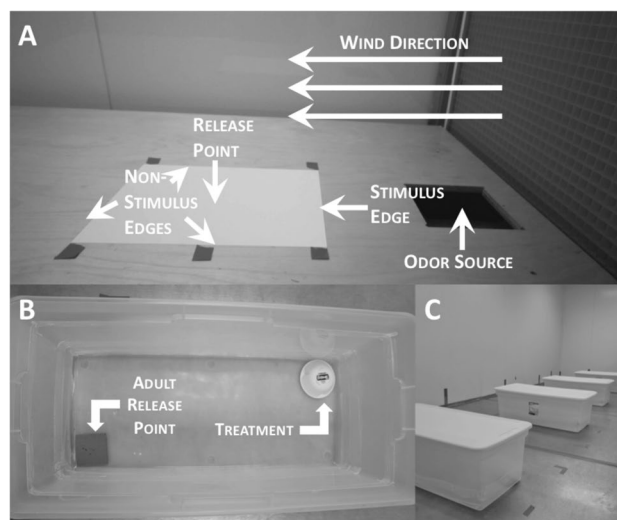 A
WIND DIRECTION
RELEASE
POINT
NON-
STIMULUS
EDGES
STIMULUS
EDGE
ODOR SOURCE
B
ADULT
RELEASE
POINT
TREATMENT
C